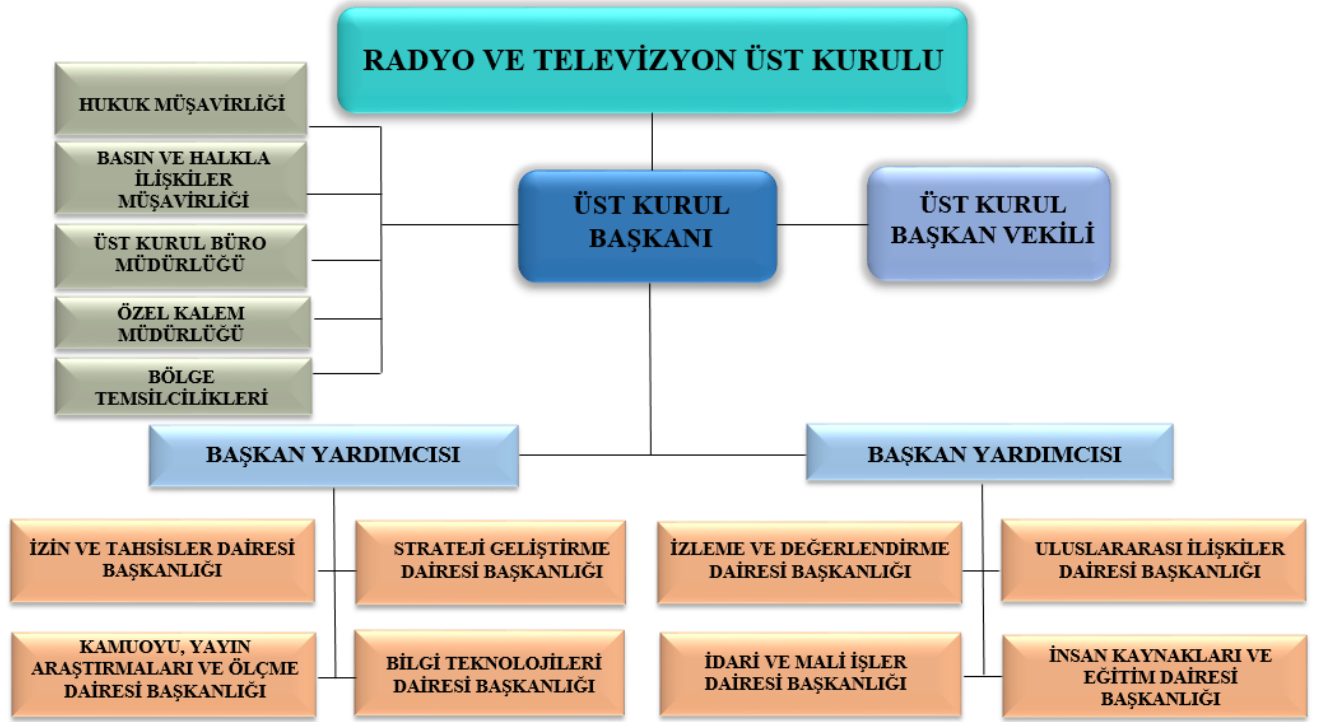 RADYO VE TELEVİZYON ÜST KURULU
HUKUK MÜŞAVİRLİĞİ
BASIN VE HALKLA
İLİŞKİLER
MÜŞAVİRLİĞİ
ÜST KURUL BÜRO
MÜDÜRLÜĞÜ
ÖZEL KALEM
MÜDÜRLÜĞÜ
BÖLGE
TEMSİLCİLİKLERİ
ÜST KURUL
BAŞKANI
ÜST KURUL
BAŞKAN VEKİLİ
BAŞKAN YARDIMCISI
BAŞKAN YARDIMCISI
İZİN VE TAHSİSLER DAİRESİ
BAŞKANLIĞI
STRATEJİ GELİŞTİRME
DAİRESİ BAŞKANLIĞI
İZLEME VE DEĞERLENDİRME
DAİRESİ BAŞKANLIĞI
ULUSLARARASI İLİŞKİLER
DAİRESİ BAŞKANLIĞI
KAMUOYU, YAYIN
ARAŞTIRMALARI VE ÖLÇME
DAİRESİ BAŞKANLIĞI
BİLGİ TEKNOLOJİLERİ
DAİRESİ BAŞKANLIĞI
İDARİ VE MALİ İŞLER
DAİRESİ BAŞKANLIĞI
İNSAN KAYNAKLARI VE
EĞİTİM DAİRESİ
BAŞKANLIĞI